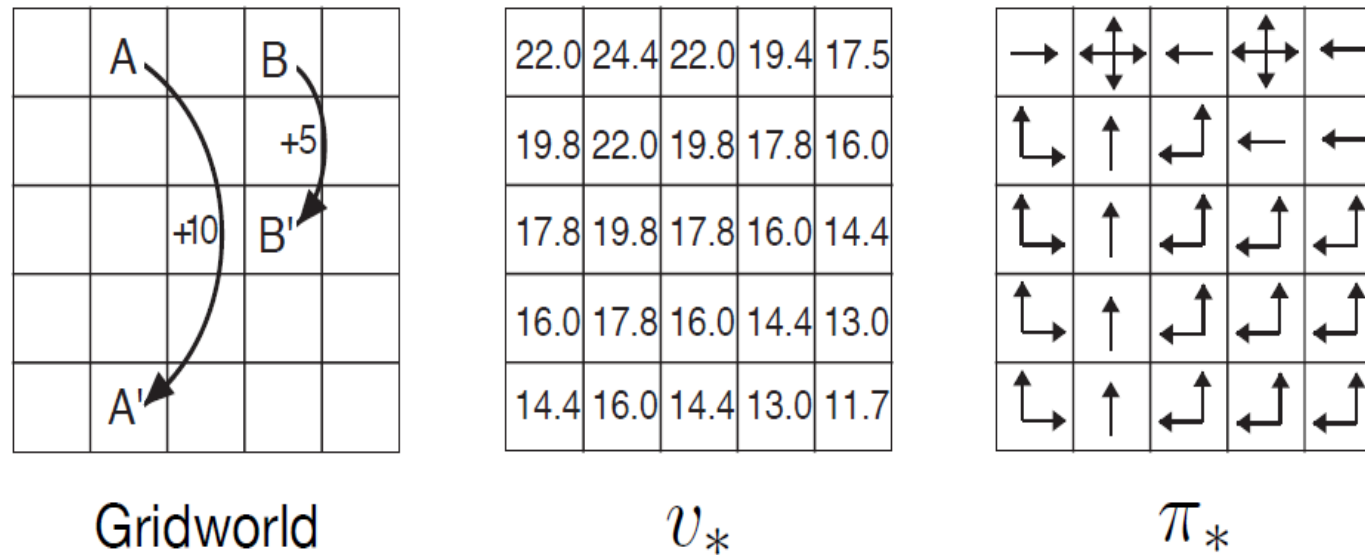 A B 22.0 24.4 22.0 19.4 17.5
+5 19.8 22.0 19.8 17.8 16.0
+10 B' 17.8 19.8 17.8 16.0 14.4
16.0 17.8 16.0 14.4 13.0
A' 14.4 16.0 14.4 13.0 11.7
Gridworld v* π*